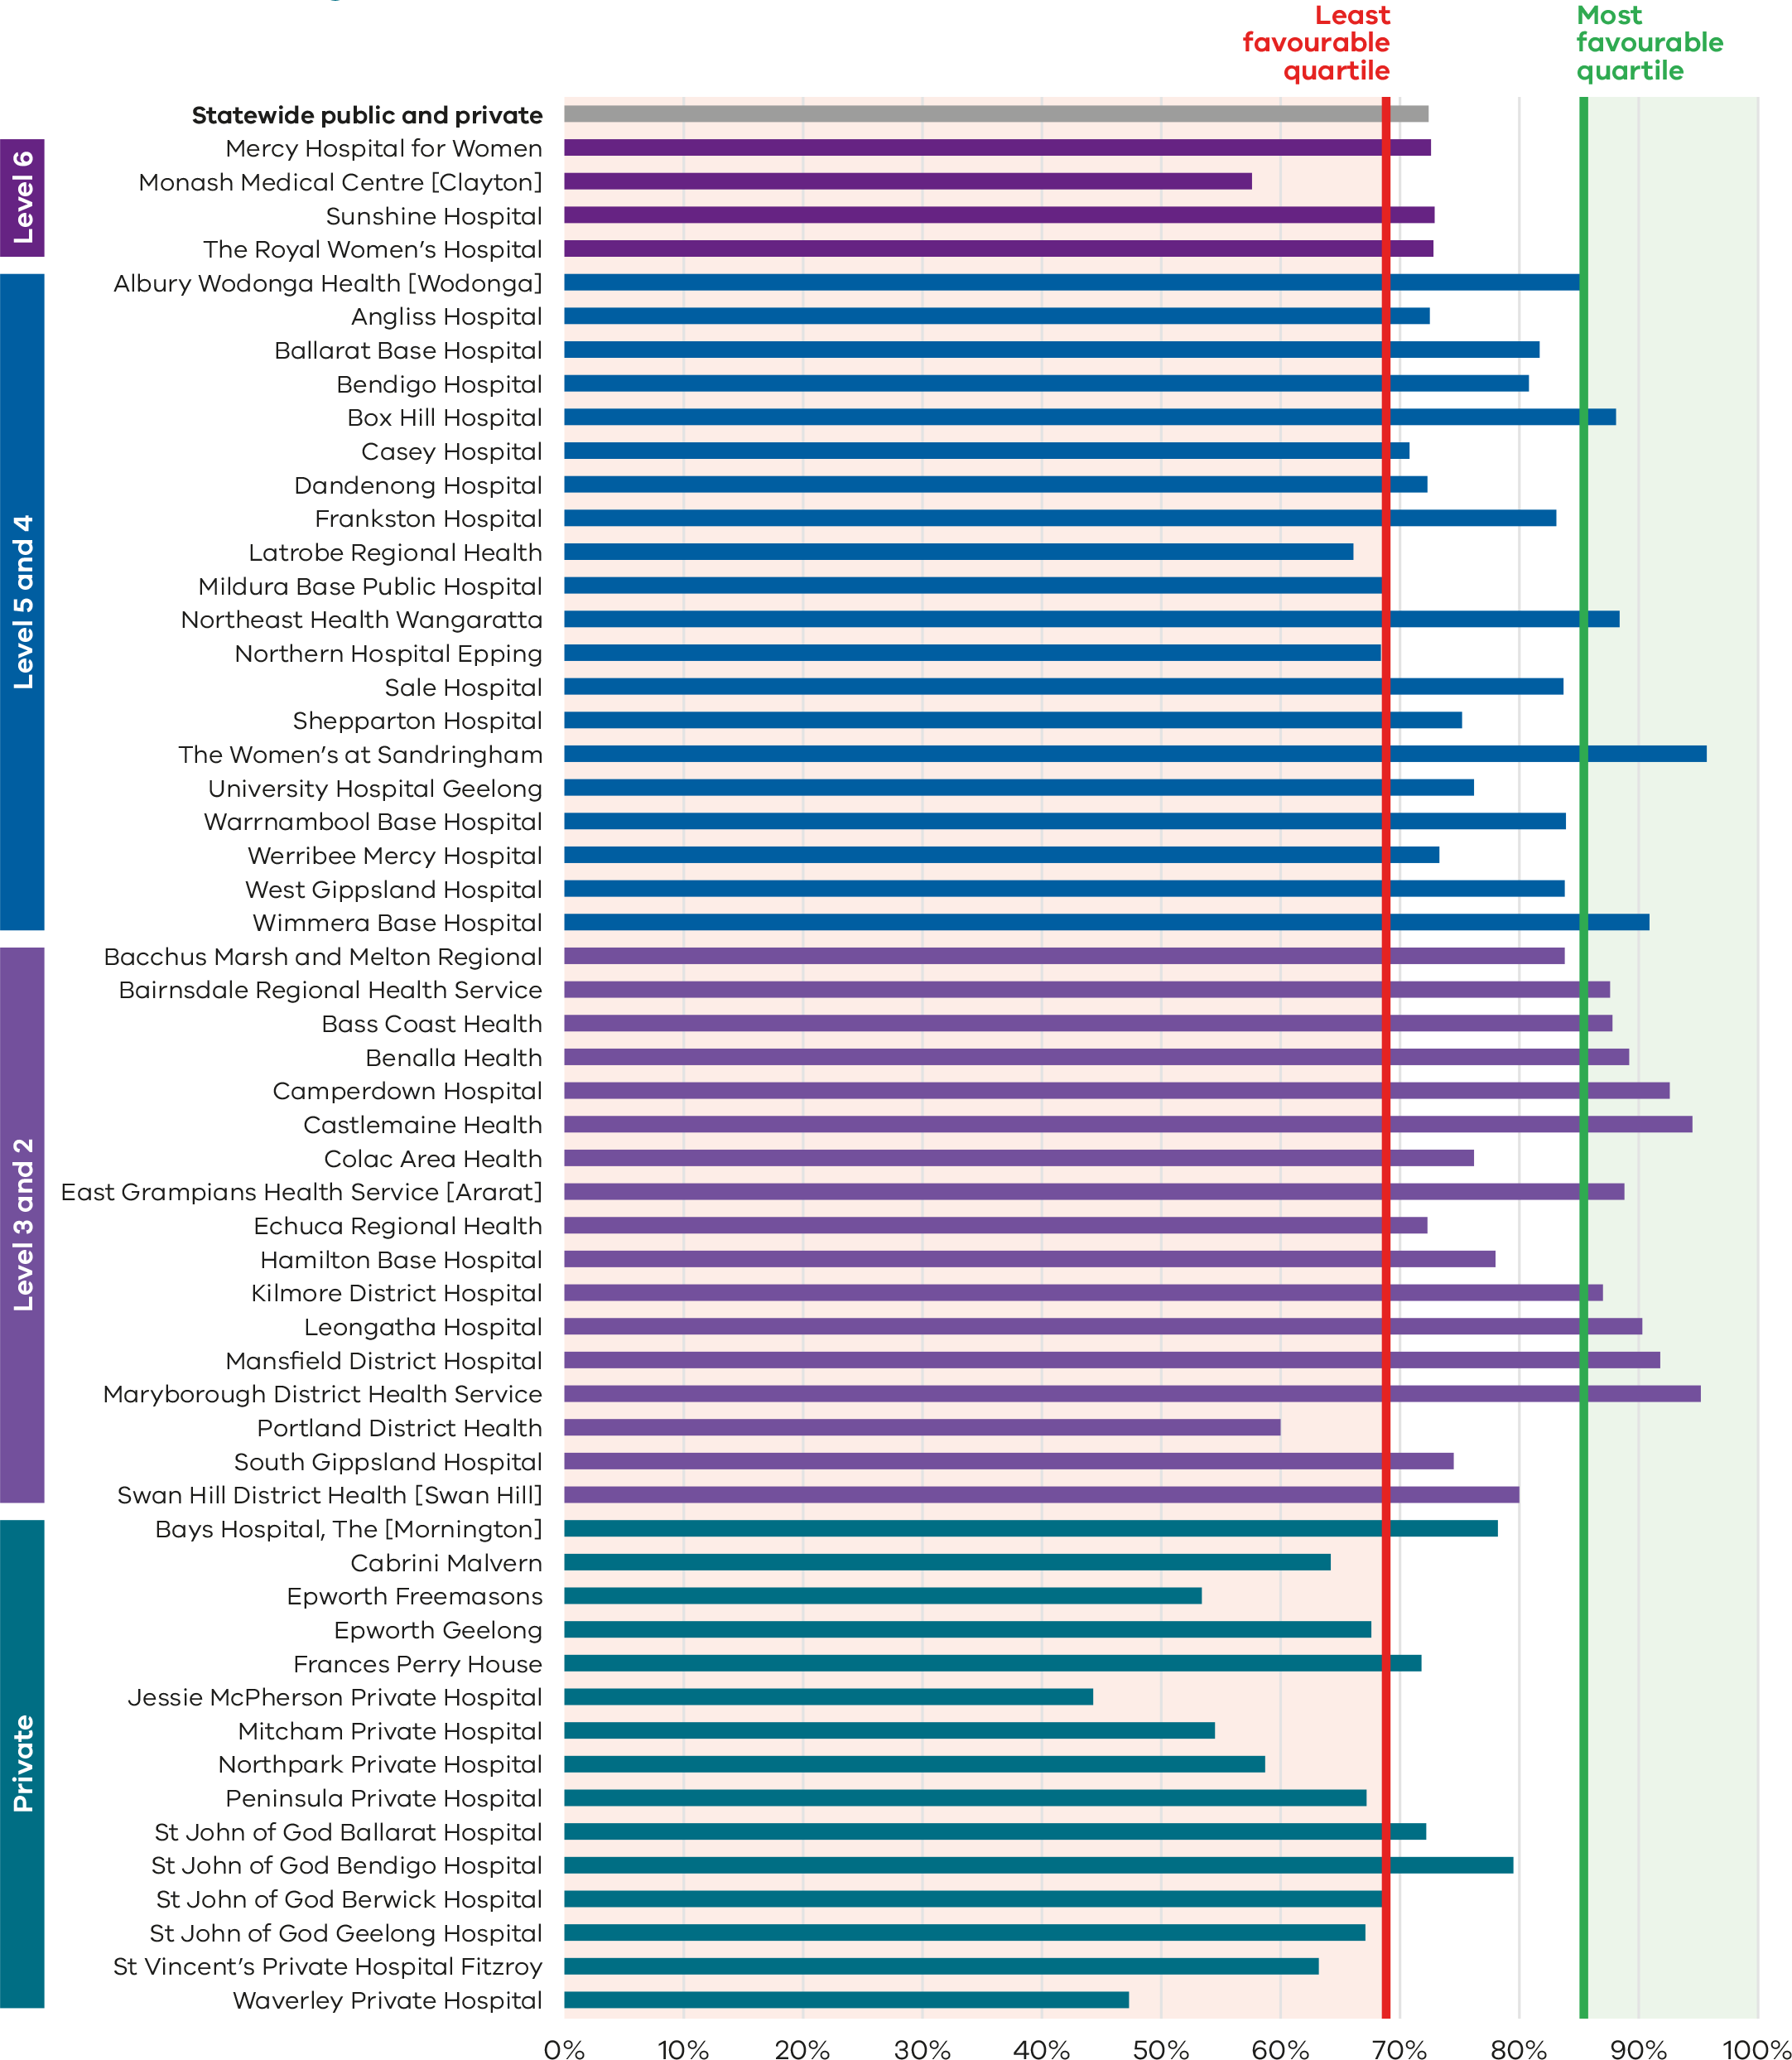 Least
favourable
quartile
Most
favourable
quartile
Statewide public and private
Level 6
Mercy Hospital for Women
Monash Medical Centre [Clayton]
Sunshine Hospital
The Royal Women’s Hospital
Level 5 and 4
Albury Wodonga Health [Wodonga]
Angliss Hospital
Ballarat Base Hospital
Bendigo Hospital
Box Hill Hospital
Casey Hospital
Dandenong Hospital
Frankston Hospital
Latrobe Regional Health
Mildura Base Public Hospital
Northeast Health Wangaratta
Northern Hospital Epping
Sale Hospital
Shepparton Hospital
The Women’s at Sandringham
University Hospital Geelong
Warrnambool Base Hospital
Werribee Mercy Hospital
West Gippsland Hospital
Wimmera Base Hospital
Level 3 and 2
Bacchus Marsh and Melton Regional
Bairnsdale Regional Health Service
Bass Coast Health
Benalla Health
Camperdown Hospital
Castlemaine Health
Colac Area Health
East Grampians Health Service [Ararat]
Echuca Regional Health
Hamilton Base Hospital
Kilmore District Hospital
Leongatha Hospital
Mansfield District Hospital
Maryborough District Health Service
Portland District Health
South Gippsland Hospital
Swan Hill District Health [Swan Hill]
Private
Bays Hospital, The [Mornington]
Cabrini Malvern
Epworth Freemasons
Epworth Geelong
Frances Perry House
Jessie McPherson Private Hospital
Mitcham Private Hospital
Northpark Private Hospital
Peninsula Private Hospital
St John of God Ballarat Hospital
St John of God Bendigo Hospital
St John of God Berwick Hospital
St John of God Geelong Hospital
St Vincent’s Private Hospital Fitzroy
Waverley Private Hospital
0% 10% 20% 30% 40% 50% 60% 70% 80% 90% 100%